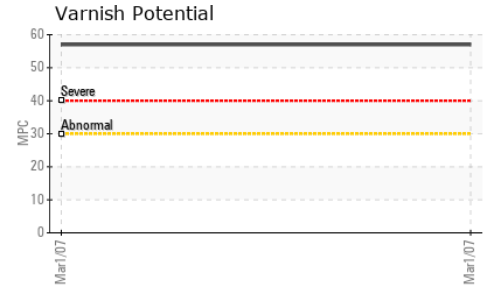 Varnish Potential
60
50
40
30
20
10
0
MPC
Severe
Abnormal
Mar1/07
Mar1/07